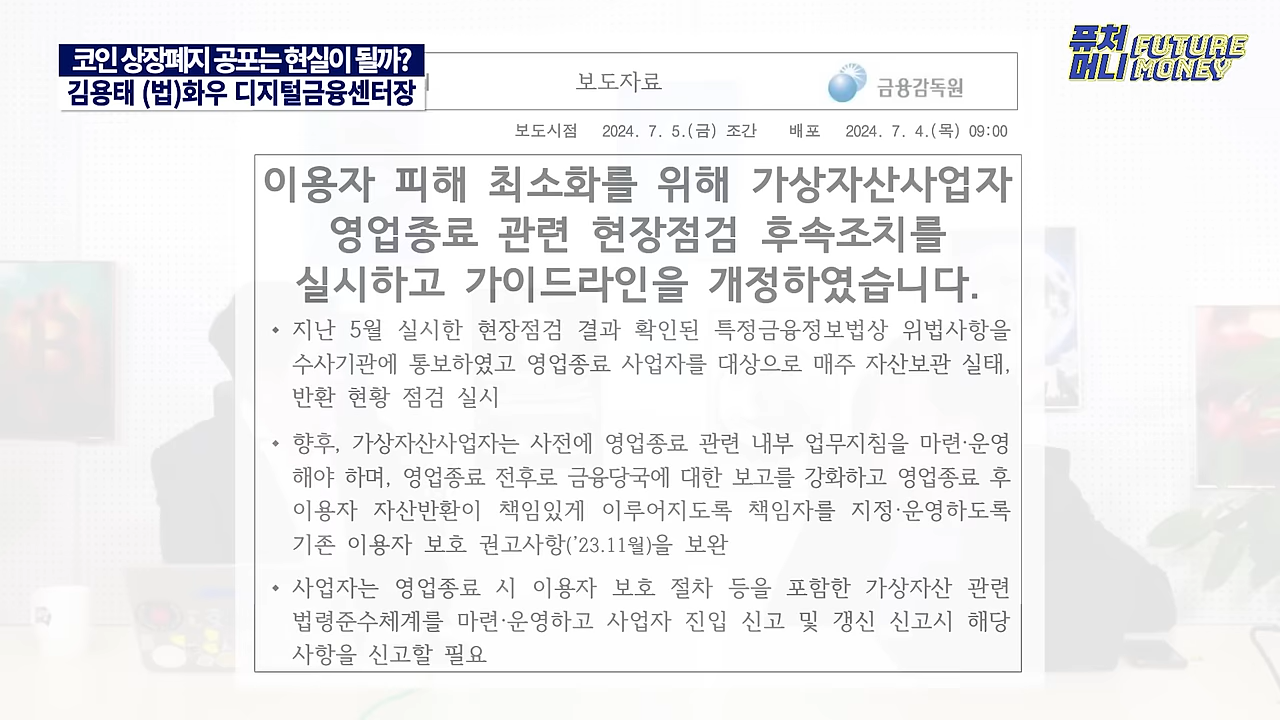 코인 상장폐지 공포는 현실이 될까?
김용태 (법)화우 디지털금융센터장
퓨처머니 FUTURE MONEY
보도자료
금융감독원
보도시점 2024. 7. 5.(금) 조간 배포 2024. 7. 4.(목) 09:00
이용자 피해 최소화를 위해 가상자산사업자
영업종료 관련 현장점검 후속조치를
실시하고 가이드라인을 개정하였습니다.
◆ 지난 5월 실시한 현장점검 결과 확인된 특정금융정보법상 위법사항을
수사기관에 통보하였고 영업종료 사업자를 대상으로 매주 자산보관 실태,
반환 현황 점검 실시
◆ 향후, 가상자산사업자는 사전에 영업종료 관련 내부 업무지침을 마련·운영
해야 하며, 영업종료 전후로 금융당국에 대한 보고를 강화하고 영업종료 후
이용자 자산반환이 책임있게 이루어지도록 책임자를 지정·운영하도록
기존 이용자 보호 권고사항('23.11월)을 보완
◆ 사업자는 영업종료 시 이용자 보호 절차 등을 포함한 가상자산 관련
법령준수체계를 마련·운영하고 사업자 진입 신고 및 갱신 신고시 해당
사항을 신고할 필요